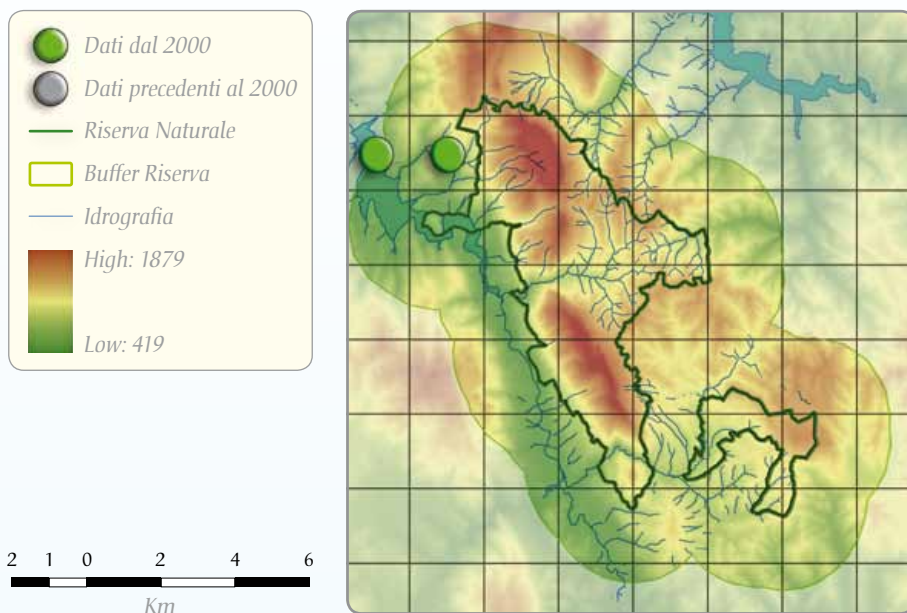 Dati dal 2000
Dati precedenti al 2000
Riserva Naturale
Buffer Riserva
Idrografia
High: 1879
Low: 419
2 1 0 2 4 6
Km